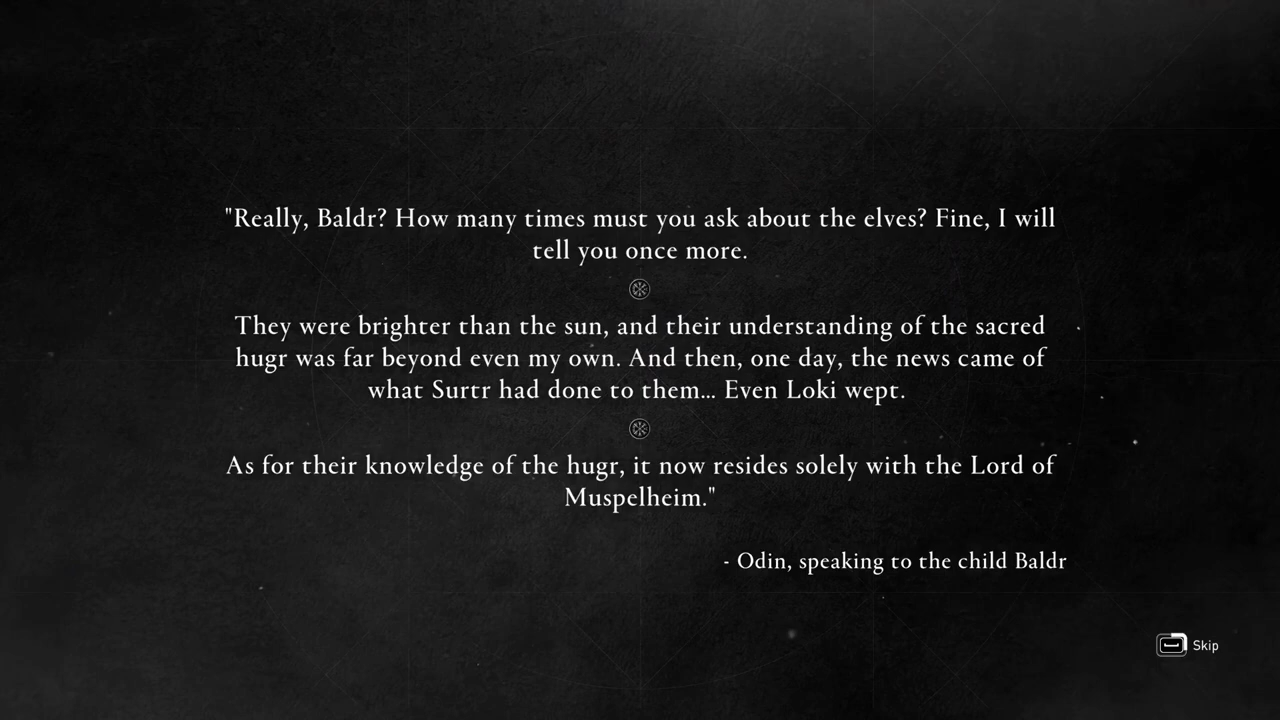 "Really, Baldr? How many times must you ask about the elves? Fine, I will
tell you once more.
They were brighter than the sun, and their understanding of the sacred
hugr was far beyond even my own. And then, one day, the news came of
what Surtr had done to them... Even Loki wept.
As for their knowledge of the hugr, it now resides solely with the Lord of
Muspelheim."
- Odin, speaking to the child Baldr
Skip